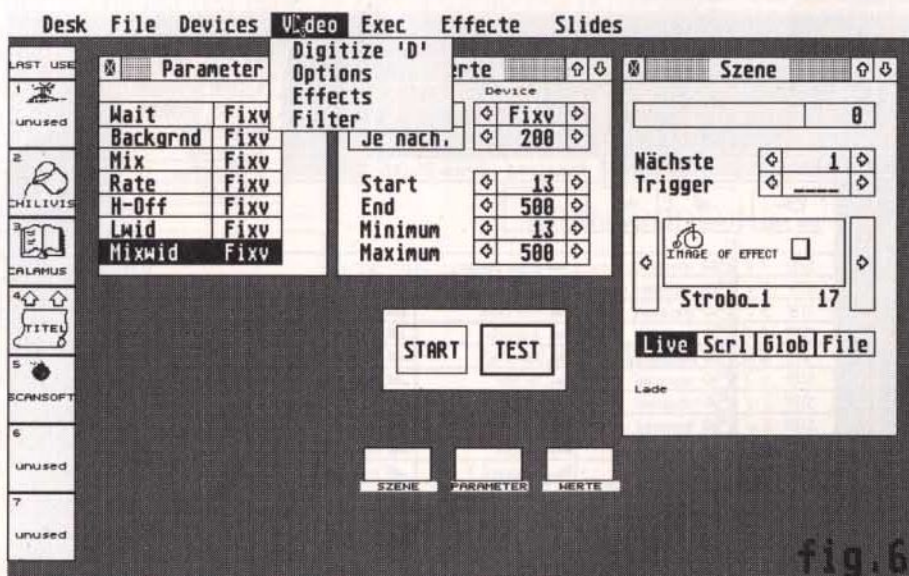 Desk File Devices Video Exec Effecte Slides
Digitize 'D'
Options
Effects
Filter
LAST USE
1
unused
2
CHILIVIS
3
CALAMUS
4
TITEL
5
SCANSOFT
6
unused
7
unused
Parameter
Wait Fixv
Backgrnd Fixv
Mix Fixv
Rate Fixv
H-Off Fixv
Lwid Fixv
Mixwid Fixv
erte
Device
Fixv
Je nach. 200
Start 13
End 500
Minimum 13
Maximum 500
Szene
0
Nächste 1
Trigger ____
IMAGE OF EFFECT
Strobo_1 17
Live Scrl Glob File
Lade
START TEST
SZENE PARAMETER WERTE
fig.6